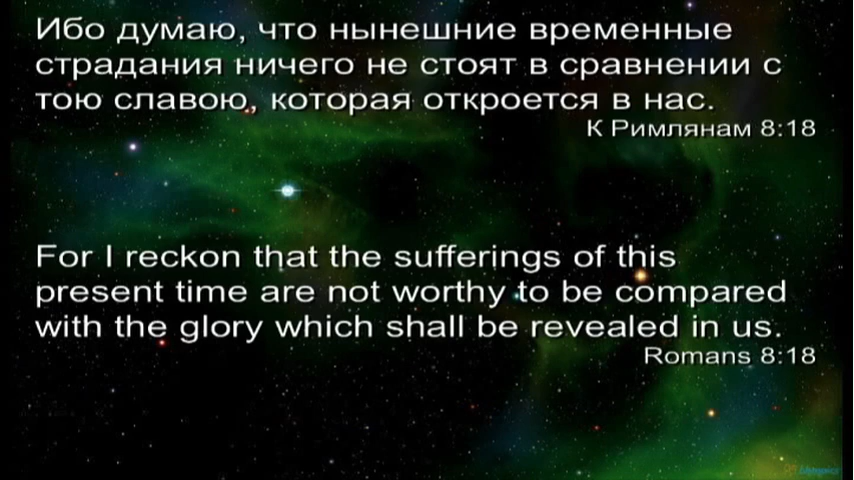 Ибо думаю, что нынешние временные
страдания ничего не стоят в сравнении с
тою славою, которая откроется в нас.
К Римлянам 8:18
For I reckon that the sufferings of this
present time are not worthy to be compared
with the glory which shall be revealed in us.
Romans 8:18